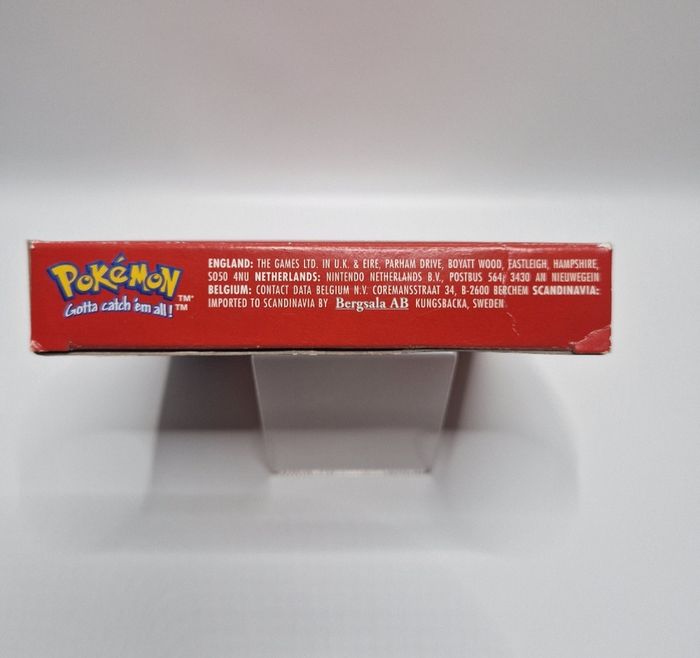 POKéMON™
Gotta catch 'em all!™
ENGLAND: THE GAMES LTD. IN U.K. & EIRE, PARHAM DRIVE, BOYATT WOOD, EASTLEIGH, HAMPSHIRE,
SO50 4NU NETHERLANDS: NINTENDO NETHERLANDS B.V., POSTBUS 564, 3430 AN NIEUWEGEIN
BELGIUM: CONTACT DATA BELGIUM N.V. COREMANSSTRAAT 34, B-2600 BERCHEM SCANDINAVIA:
IMPORTED TO SCANDINAVIA BY Bergsala AB KUNGSBACKA, SWEDEN